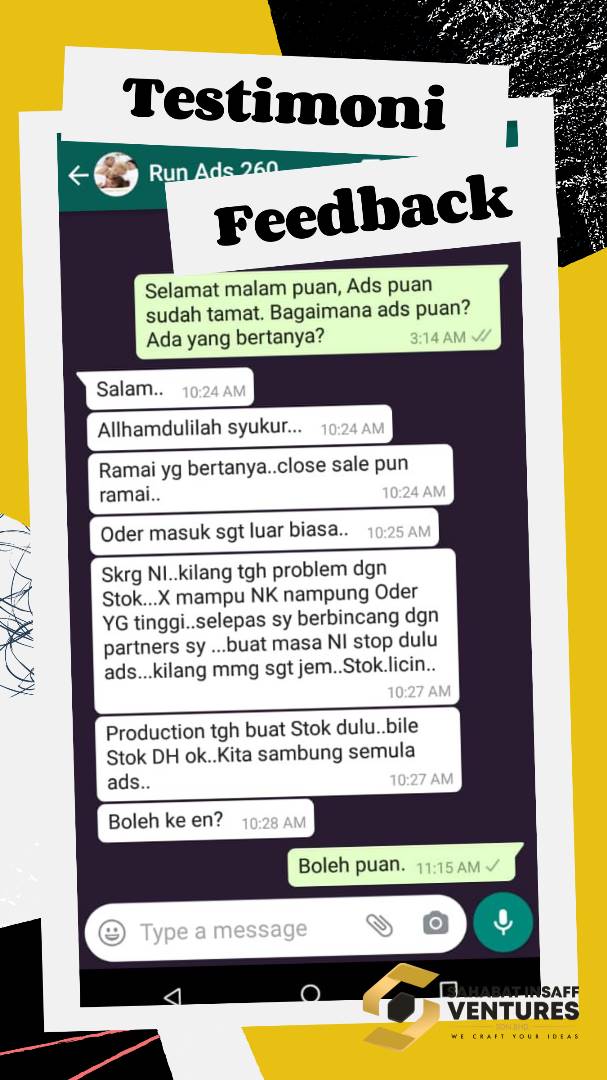 Testimoni
Run Ads 260
Feedback
Selamat malam puan, Ads puan
sudah tamat. Bagaimana ads puan?
Ada yang bertanya?
3:14 AM
Salam..
10:24 AM
Allhamdulilah syukur...
10:24 AM
Ramai yg bertanya..close sale pun
ramai..
10:24 AM
Oder masuk sgt luar biasa..
10:25 AM
Skrg NI..kilang tgh problem dgn
Stok...X mampu NK nampung Oder
YG tinggi..selepas sy berbincang dgn
partners sy ...buat masa NI stop dulu
ads...kilang mmg sgt jem..Stok.licin..
10:27 AM
Production tgh buat Stok dulu..bile
Stok DH ok..Kita sambung semula
ads..
10:27 AM
Boleh ke en?
10:28 AM
Boleh puan.
11:15 AM
Type a message
SAHABAT INSAFF
VENTURES
SDN BHD
WE CRAFT YOUR IDEAS